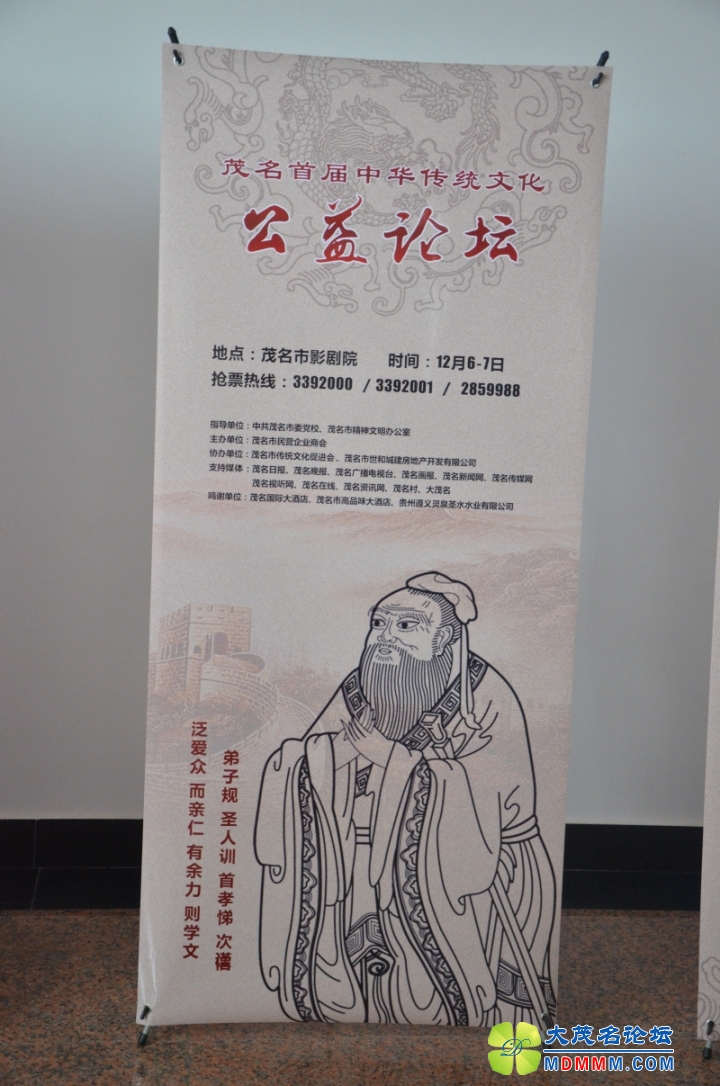 茂名首届中华传统文化
公益论坛
地点：茂名市影剧院 时间：12月6-7日
抢票热线：3392000 / 3392001 / 2859988
指导单位：中共茂名市委党校、茂名市精神文明办公室
主办单位：茂名市民营企业商会
协办单位：茂名市传统文化促进会、茂名市世和城建房地产开发有限公司
支持媒体：茂名日报、茂名晚报、茂名广播电视台、茂名画报、茂名新闻网、茂名传媒网
茂名视听网、茂名在线、茂名资讯网、茂名村、大茂名
鸣谢单位：茂名国际大酒店、茂名市高品味大酒店、贵州遵义灵泉圣水水业有限公司
弟子规 圣人训 首孝悌 次谨
泛爱众 而亲仁 有余力 则学文
大茂名论坛
MDMMM.COM